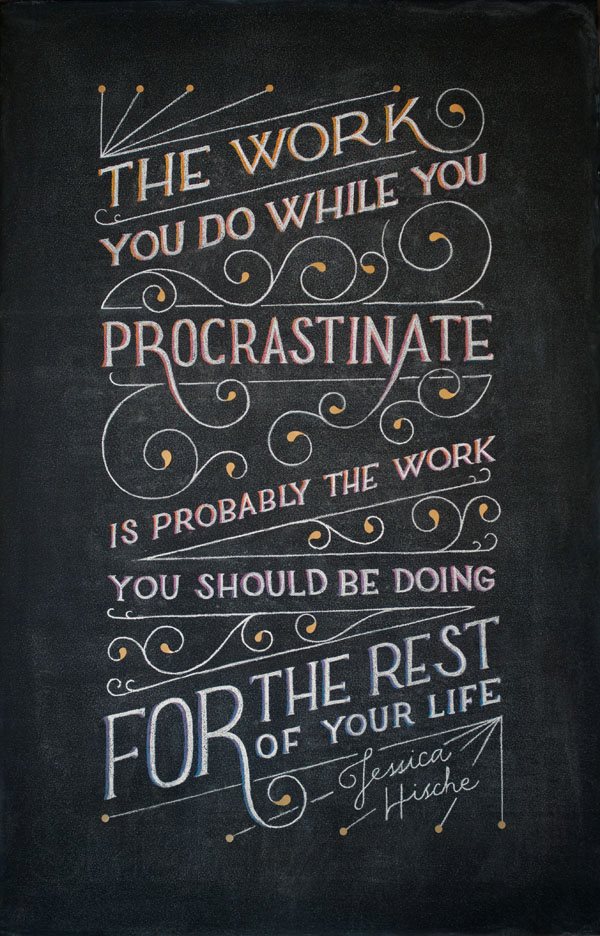 THE WORK
YOU DO WHILE YOU
PROCRASTINATE
IS PROBABLY THE WORK
YOU SHOULD BE DOING
FOR THE REST
OF YOUR LIFE
Jessica
Hische